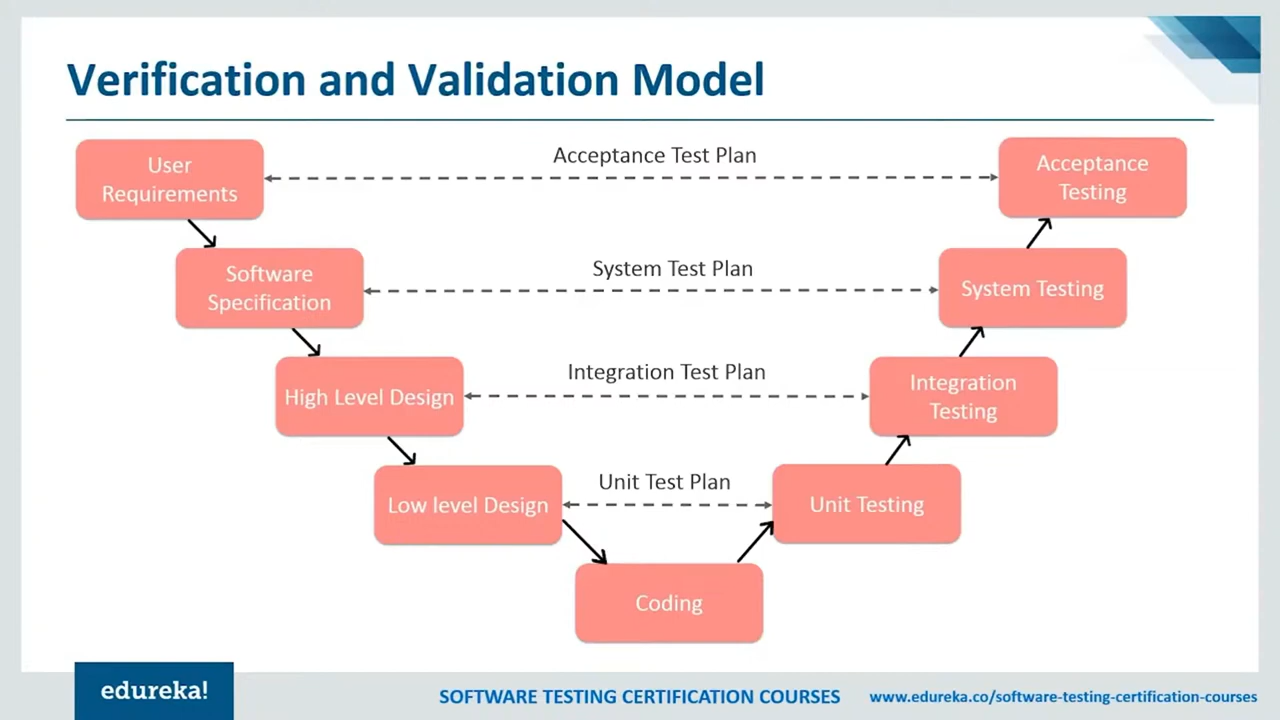 Verification and Validation Model
User
Requirements
Acceptance Test Plan
Acceptance
Testing
Software
Specification
System Test Plan
System Testing
High Level Design
Integration Test Plan
Integration
Testing
Low level Design
Unit Test Plan
Unit Testing
Coding
edureka!
SOFTWARE TESTING CERTIFICATION COURSES
www.edureka.co/software-testing-certification-courses